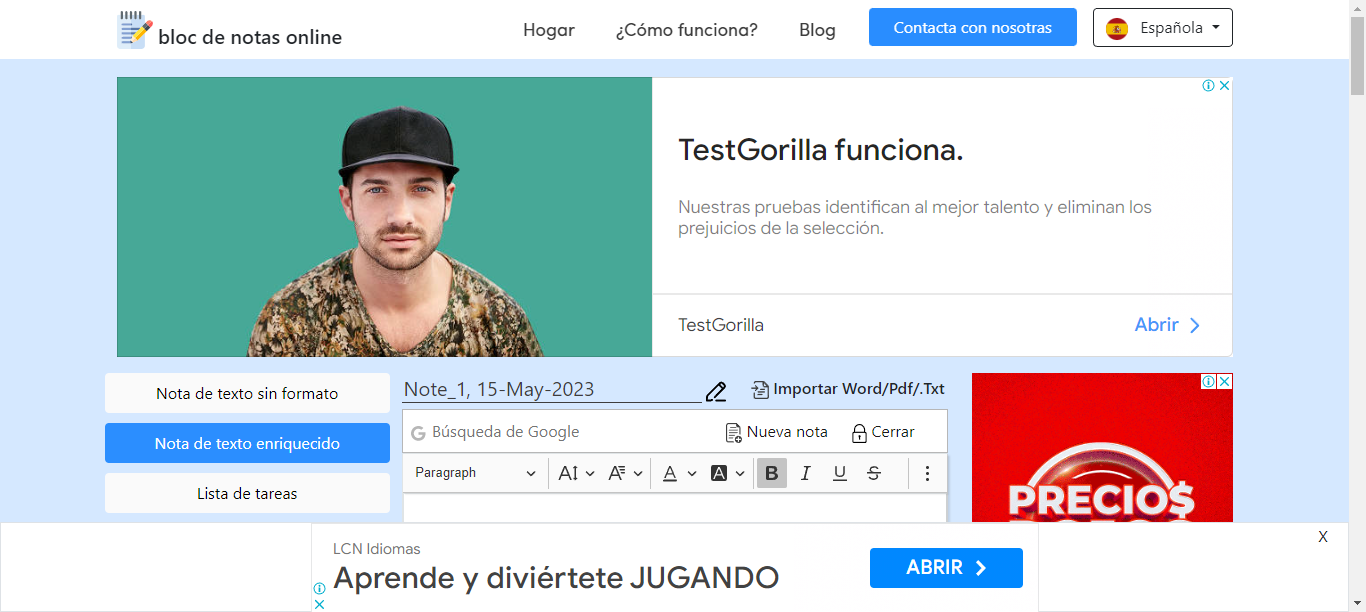 bloc de notas online
Hogar
¿Cómo funciona?
Blog
Contacta con nosotras
Española
TestGorilla funciona.
Nuestras pruebas identifican al mejor talento y eliminan los
prejuicios de la selección.
TestGorilla
Abrir
Nota de texto sin formato
Nota de texto enriquecido
Lista de tareas
Note_1, 15-May-2023
Importar Word/Pdf/.Txt
Búsqueda de Google
Nueva nota
Cerrar
Paragraph
A
A
A
A
B
I
U
S
PRECIO$
LCN Idiomas
Aprende y diviértete JUGANDO
ABRIR
X